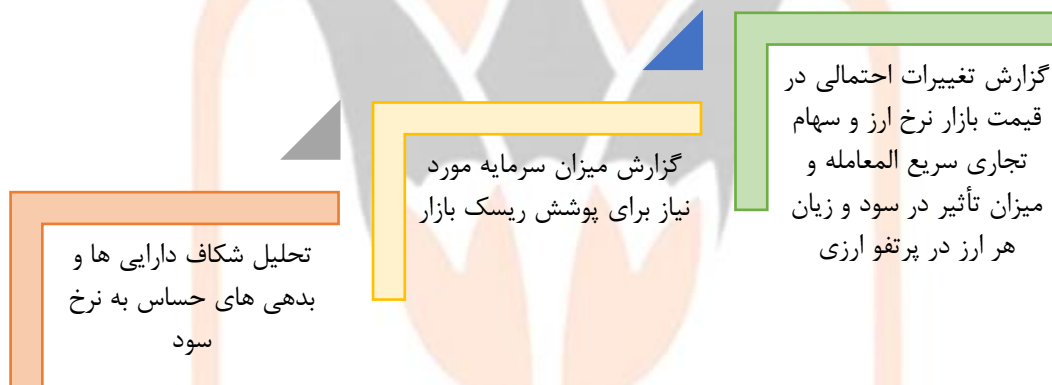 گزارش تغییرات احتمالی در
قیمت بازار نرخ ارز و سهام
تجاری سریع المعامله و
میزان تأثیر در سود و زیان
هر ارز در پرتفو ارزی
گزارش میزان سرمایه مورد
نیاز برای پوشش ریسک بازار
تحلیل شکاف دارایی ها و
بدهی های حساس به نرخ
سود